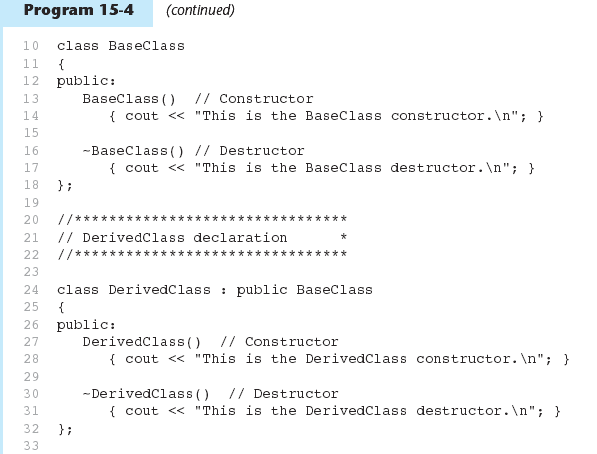 Program 15-4 (continued)
10 class BaseClass
11 {
12 public:
13 BaseClass() // Constructor
14 { cout << "This is the BaseClass constructor.\n"; }
15
16 ~BaseClass() // Destructor
17 { cout << "This is the BaseClass destructor.\n"; }
18 };
19
20 //********************************
21 // DerivedClass declaration *
22 //********************************
23
24 class DerivedClass : public BaseClass
25 {
26 public:
27 DerivedClass() // Constructor
28 { cout << "This is the DerivedClass constructor.\n"; }
29
30 ~DerivedClass() // Destructor
31 { cout << "This is the DerivedClass destructor.\n"; }
32 };
33